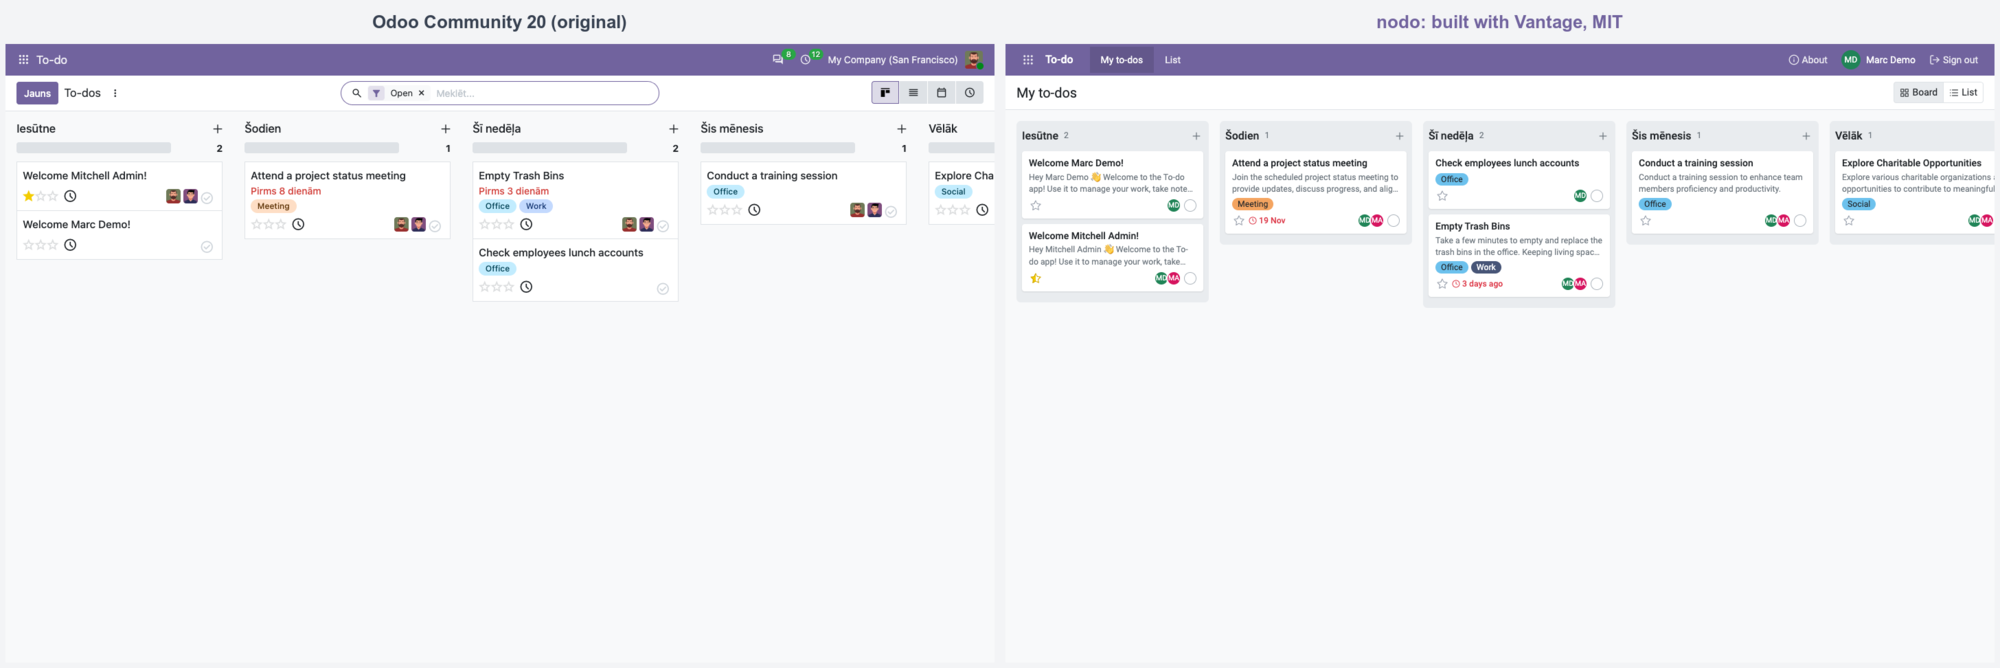 Odoo Community 20 (original)
To-do
8
12
My Company (San Francisco)
Jauns
To-dos
Open
Meklēt...
Iesūtne
2
Welcome Mitchell Admin!
Welcome Marc Demo!
Šodien
1
Attend a project status meeting
Pirms 8 dienām
Meeting
Šī nedēļa
2
Empty Trash Bins
Pirms 3 dienām
Office Work
Check employees lunch accounts
Office
Šis mēnesis
1
Conduct a training session
Office
Vēlāk
Explore Cha
Social
nodo: built with Vantage, MIT
To-do My to-dos List
About MD Marc Demo Sign out
My to-dos
Board List
Iesūtne 2
Welcome Marc Demo!
Hey Marc Demo 👋 Welcome to the To-do
app! Use it to manage your work, take note...
MD
Welcome Mitchell Admin!
Hey Mitchell Admin 👋 Welcome to the To-
do app! Use it to manage your work, take...
MD MA
Šodien 1
Attend a project status meeting
Join the scheduled project status meeting to
provide updates, discuss progress, and alig...
Meeting
19 Nov
MD MA
Šī nedēļa 2
Check employees lunch accounts
Office
MD
Empty Trash Bins
Take a few minutes to empty and replace the
trash bins in the office. Keeping living spac...
Office Work
3 days ago
MD MA
Šis mēnesis 1
Conduct a training session
Conduct a training session to enhance team
members proficiency and productivity.
Office
MD MA
Vēlāk 1
Explore Charitable Opportunities
Explore various charitable organizations
opportunities to contribute to meaningful
Social
MD MA